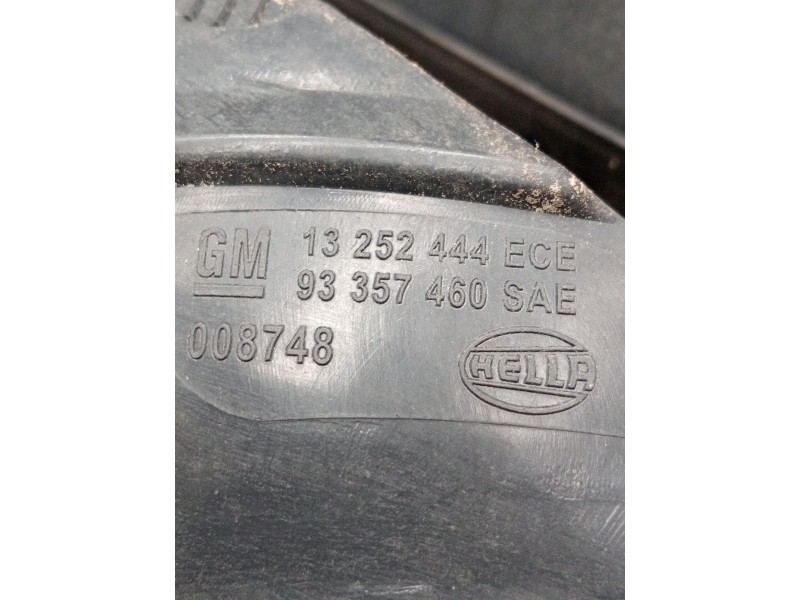 GM 13 252 444 ECE
93 357 460 SAE
008748
HELLA